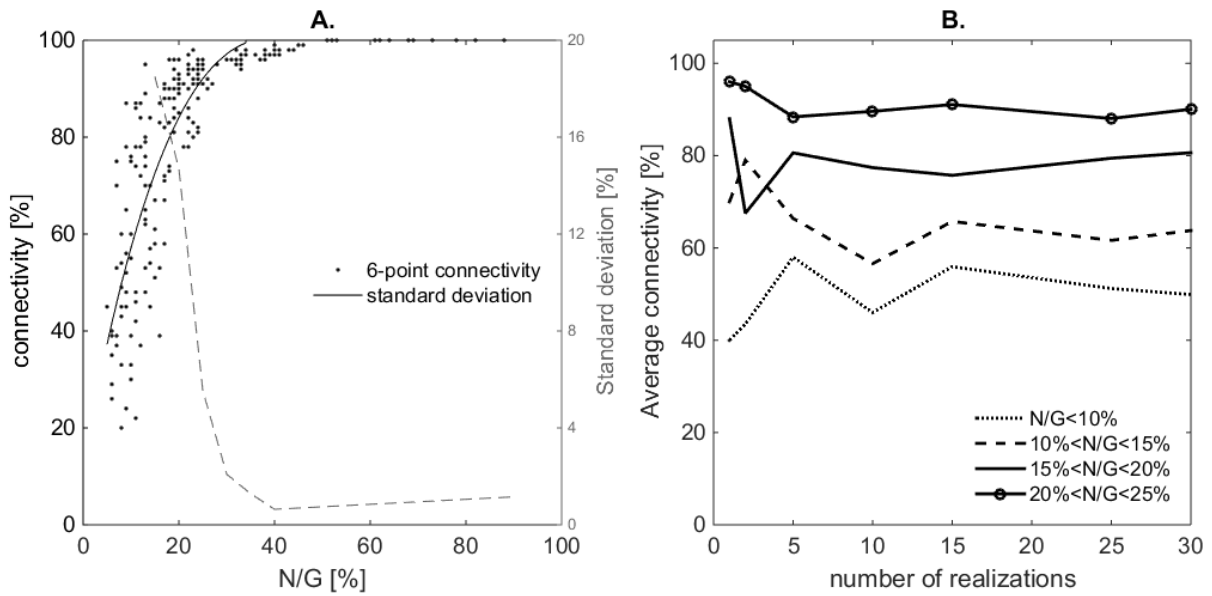 A.
100
80
60
40
20
0
connectivity [%]
0 20 40 60 80 100
N/G [%]
20
16
12
8
4
0
Standard deviation [%]
6-point connectivity
standard deviation
B.
100
80
60
40
20
0
Average connectivity [%]
0 5 10 15 20 25 30
number of realizations
N/G<10%
10%<N/G<15%
15%<N/G<20%
20%<N/G<25%